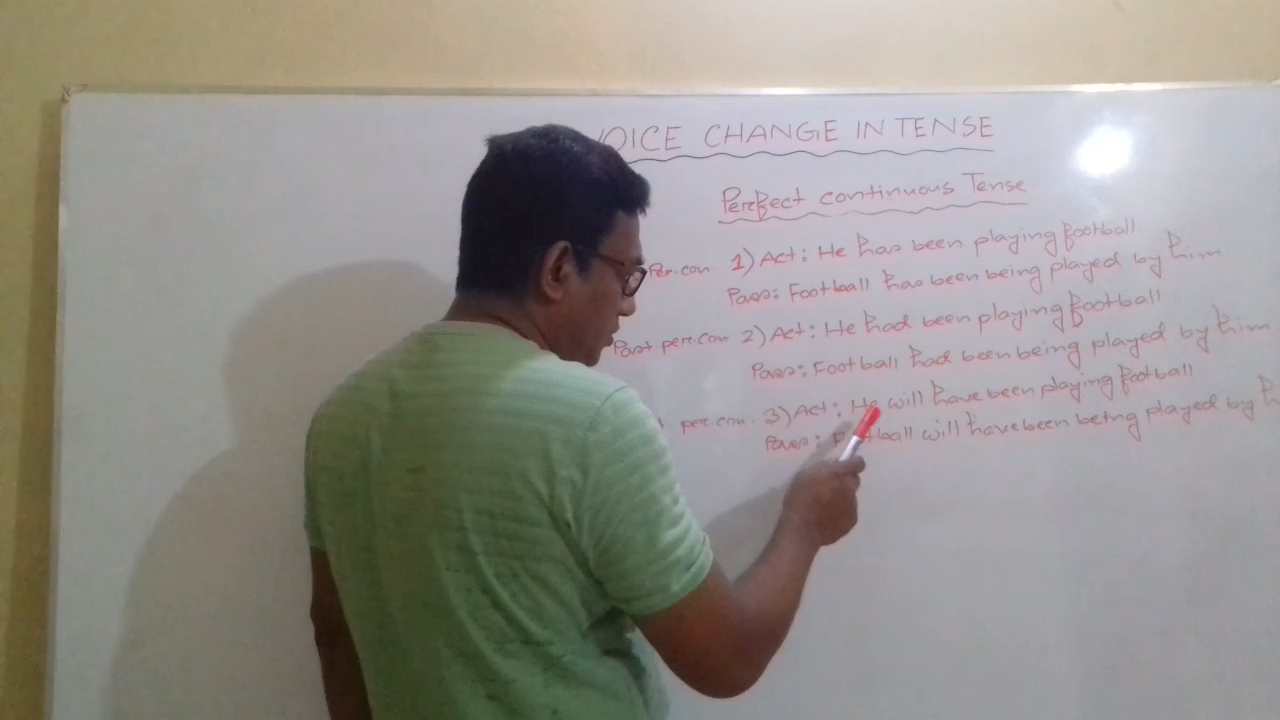 VOICE CHANGE IN TENSE
Perfect continuous Tense
Per.con 1) Act: He has been playing football
Pass: Football has been being played by him
Past perr.con 2) Act: He had been playing football
Pass: Football had been being played by him
per.con. 3) Act: He will have been playing football
Pass: will have been being played by